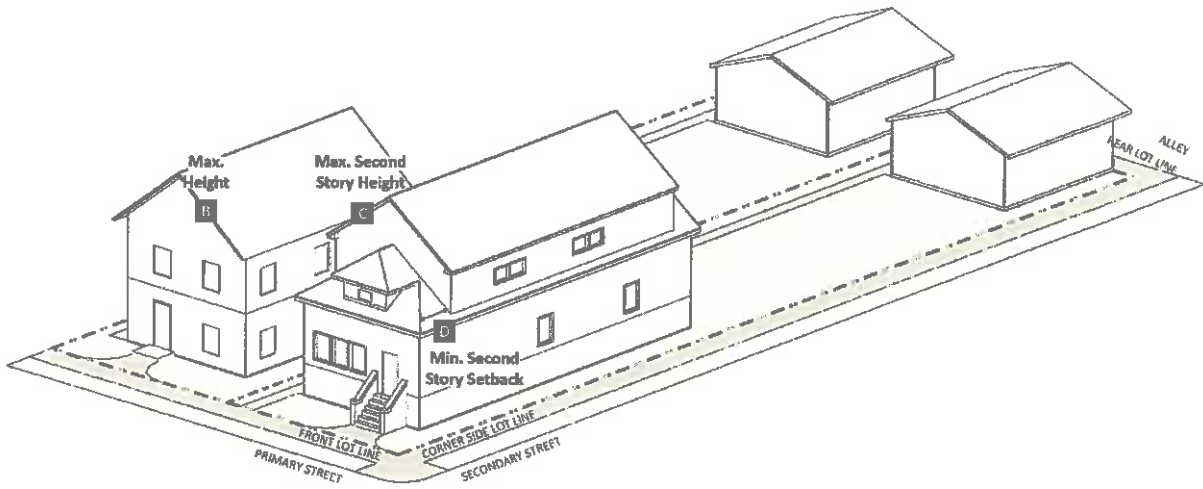 ALLEY
REAR LOT LINE
Max.
Height
B
Max. Second
Story Height
C
D
Min. Second
Story Setback
FRONT LOT LINE
CORNER SIDE LOT LINE
PRIMARY STREET
SECONDARY STREET